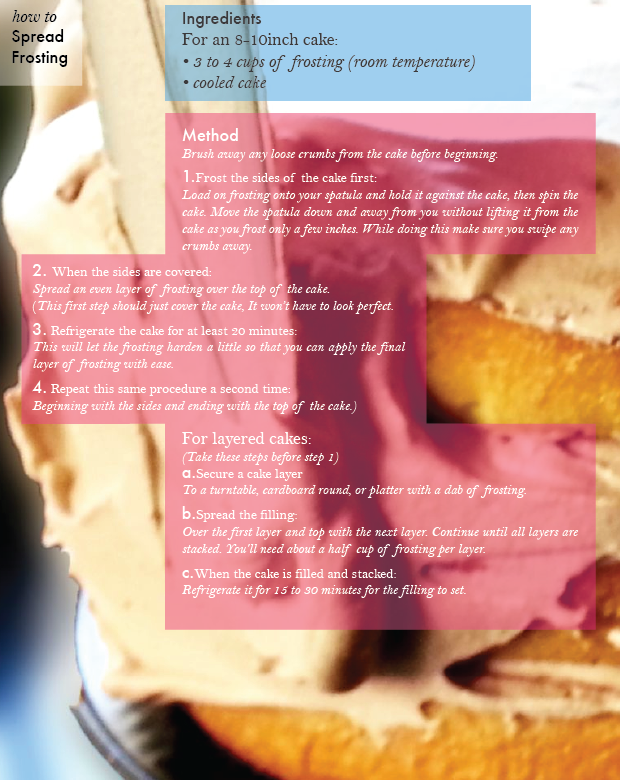 how to
Spread
Frosting
Ingredients
For an 8-10inch cake:
• 3 to 4 cups of frosting (room temperature)
• cooled cake
Method
Brush away any loose crumbs from the cake before beginning.
1.Frost the sides of the cake first:
Load on frosting onto your spatula and hold it against the cake, then spin the
cake. Move the spatula down and away from you without lifting it from the
cake as you frost only a few inches. While doing this make sure you swipe any
crumbs away.
2. When the sides are covered:
Spread an even layer of frosting over the top of the cake.
(This first step should just cover the cake, It won't have to look perfect.
3. Refrigerate the cake for at least 20 minutes:
This will let the frosting harden a little so that you can apply the final
layer of frosting with ease.
4. Repeat this same procedure a second time:
Beginning with the sides and ending with the top of the cake.)
For layered cakes:
(Take these steps before step 1)
a.Secure a cake layer
To a turntable, cardboard round, or platter with a dab of frosting.
b.Spread the filling:
Over the first layer and top with the next layer. Continue until all layers are
stacked. You'll need about a half cup of frosting per layer.
c.When the cake is filled and stacked:
Refrigerate it for 15 to 30 minutes for the filling to set.